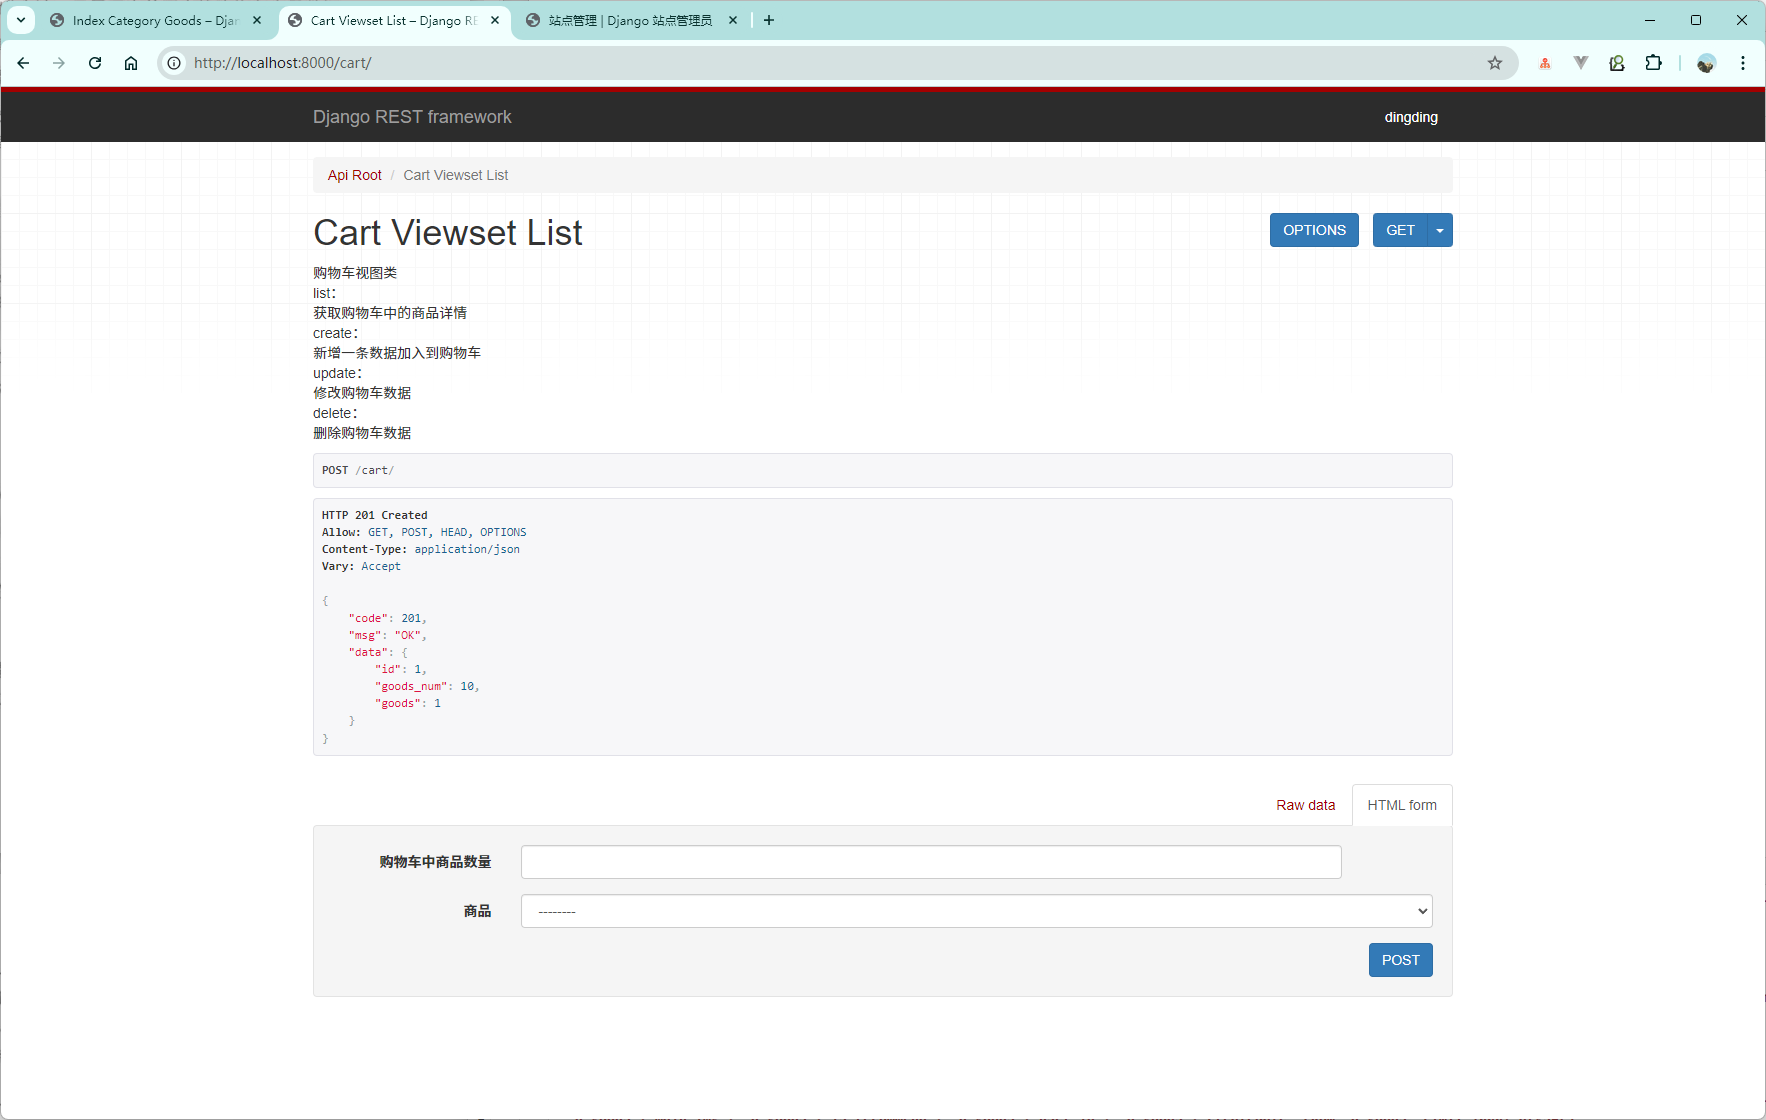 Index Category Goods – Djan
Cart Viewset List – Django RE
站点管理 | Django 站点管理员
http://localhost:8000/cart/
Django REST framework
dingding
Api Root / Cart Viewset List
Cart Viewset List
OPTIONS
GET
购物车视图类
list：
获取购物车中的商品详情
create：
新增一条数据加入到购物车
update：
修改购物车数据
delete：
删除购物车数据
POST /cart/
HTTP 201 Created
Allow: GET, POST, HEAD, OPTIONS
Content-Type: application/json
Vary: Accept
{
"code": 201,
"msg": "OK",
"data": {
"id": 1,
"goods_num": 10,
"goods": 1
}
}
Raw data
HTML form
购物车中商品数量
商品
--------
POST